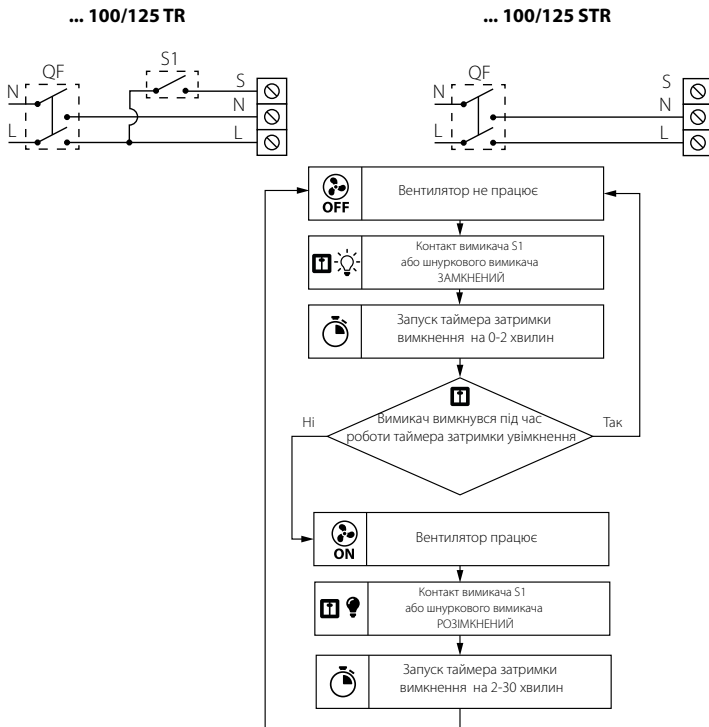 ... 100/125 TR
... 100/125 STR
QF
S1
S
N
N
L
L
QF
S
N
N
L
L
OFF
Вентилятор не працює
Контакт вимикача S1
або шнуркового вимикача
ЗАМКНЕНИЙ
Запуск таймера затримки
вимкнення на 0-2 хвилин
Ні
Вимикач вимкнувся під час
роботи таймера затримки увімкнення
Так
ON
Вентилятор працює
Контакт вимикача S1
або шнуркового вимикача
РОЗІМКНЕНИЙ
Запуск таймера затримки
вимкнення на 2-30 хвилин